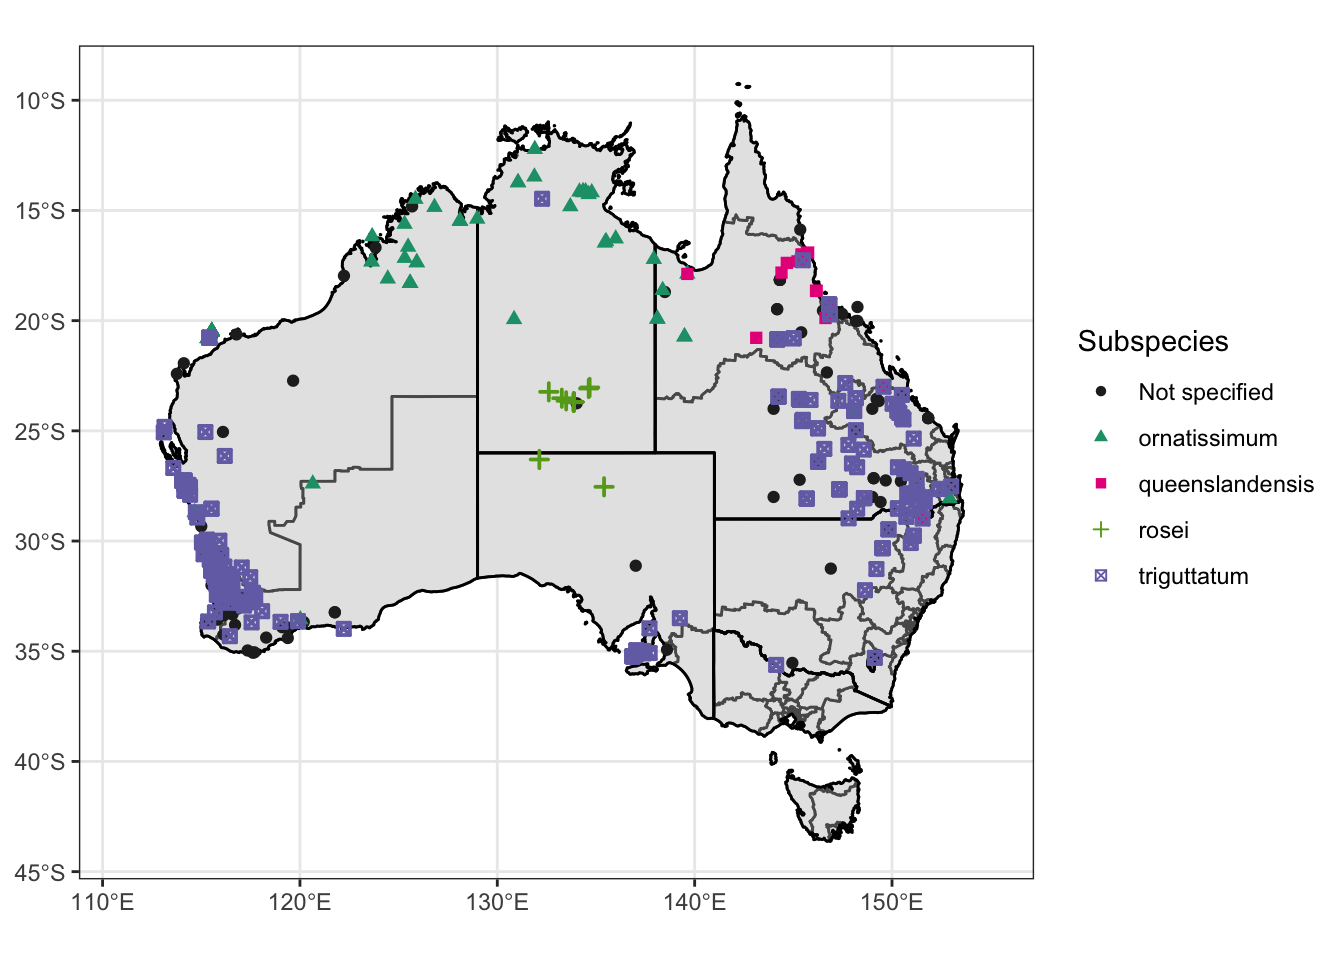 10°S
15°S
20°S
25°S
30°S
35°S
40°S
45°S
110°E
120°E
130°E
140°E
150°E
Subspecies
Not specified
ornatissimum
queenslandensis
rosei
triguttatum